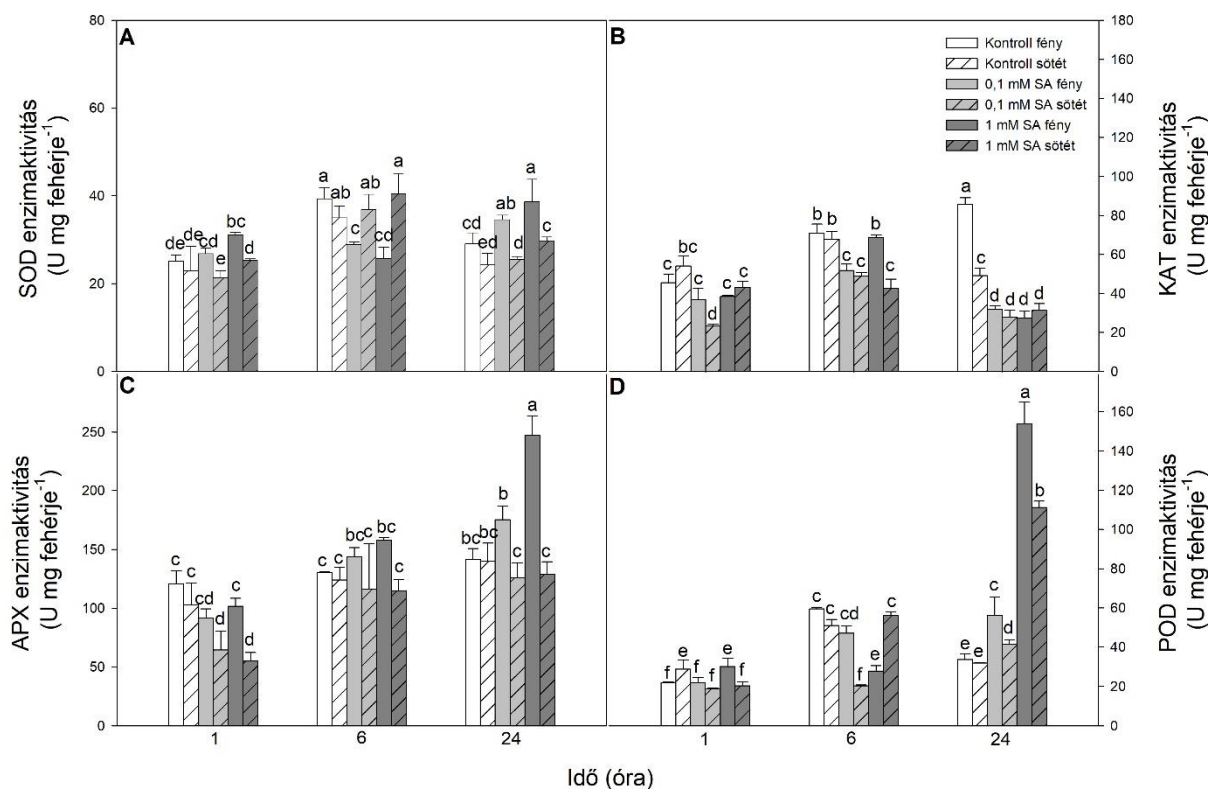 A
SOD enzimaktivitás
(U mg fehérje⁻¹)
80
60
40
20
0
de de cd e bc d
a ab c ab cd a
cd ed ab e a c
B
Kontroll fény
Kontroll sötét
0,1 mM SA fény
0,1 mM SA sötét
1 mM SA fény
1 mM SA sötét
c bc c d c c
b b c c b c
a c d d d d
180
160
140
120
100
80
60
40
20
0
KAT enzimaktivitás
(U mg fehérje⁻¹)
C
APX enzimaktivitás
(U mg fehérje⁻¹)
250
200
150
100
50
0
c c cd d c d
c c bc c bc c
bc bc b c a c
1 6 24
D
f e f f e f
c c cd f e c
e e c d a b
1 6 24
160
140
120
100
80
60
40
20
0
POD enzimaktivitás
(U mg fehérje⁻¹)
Idő (óra)